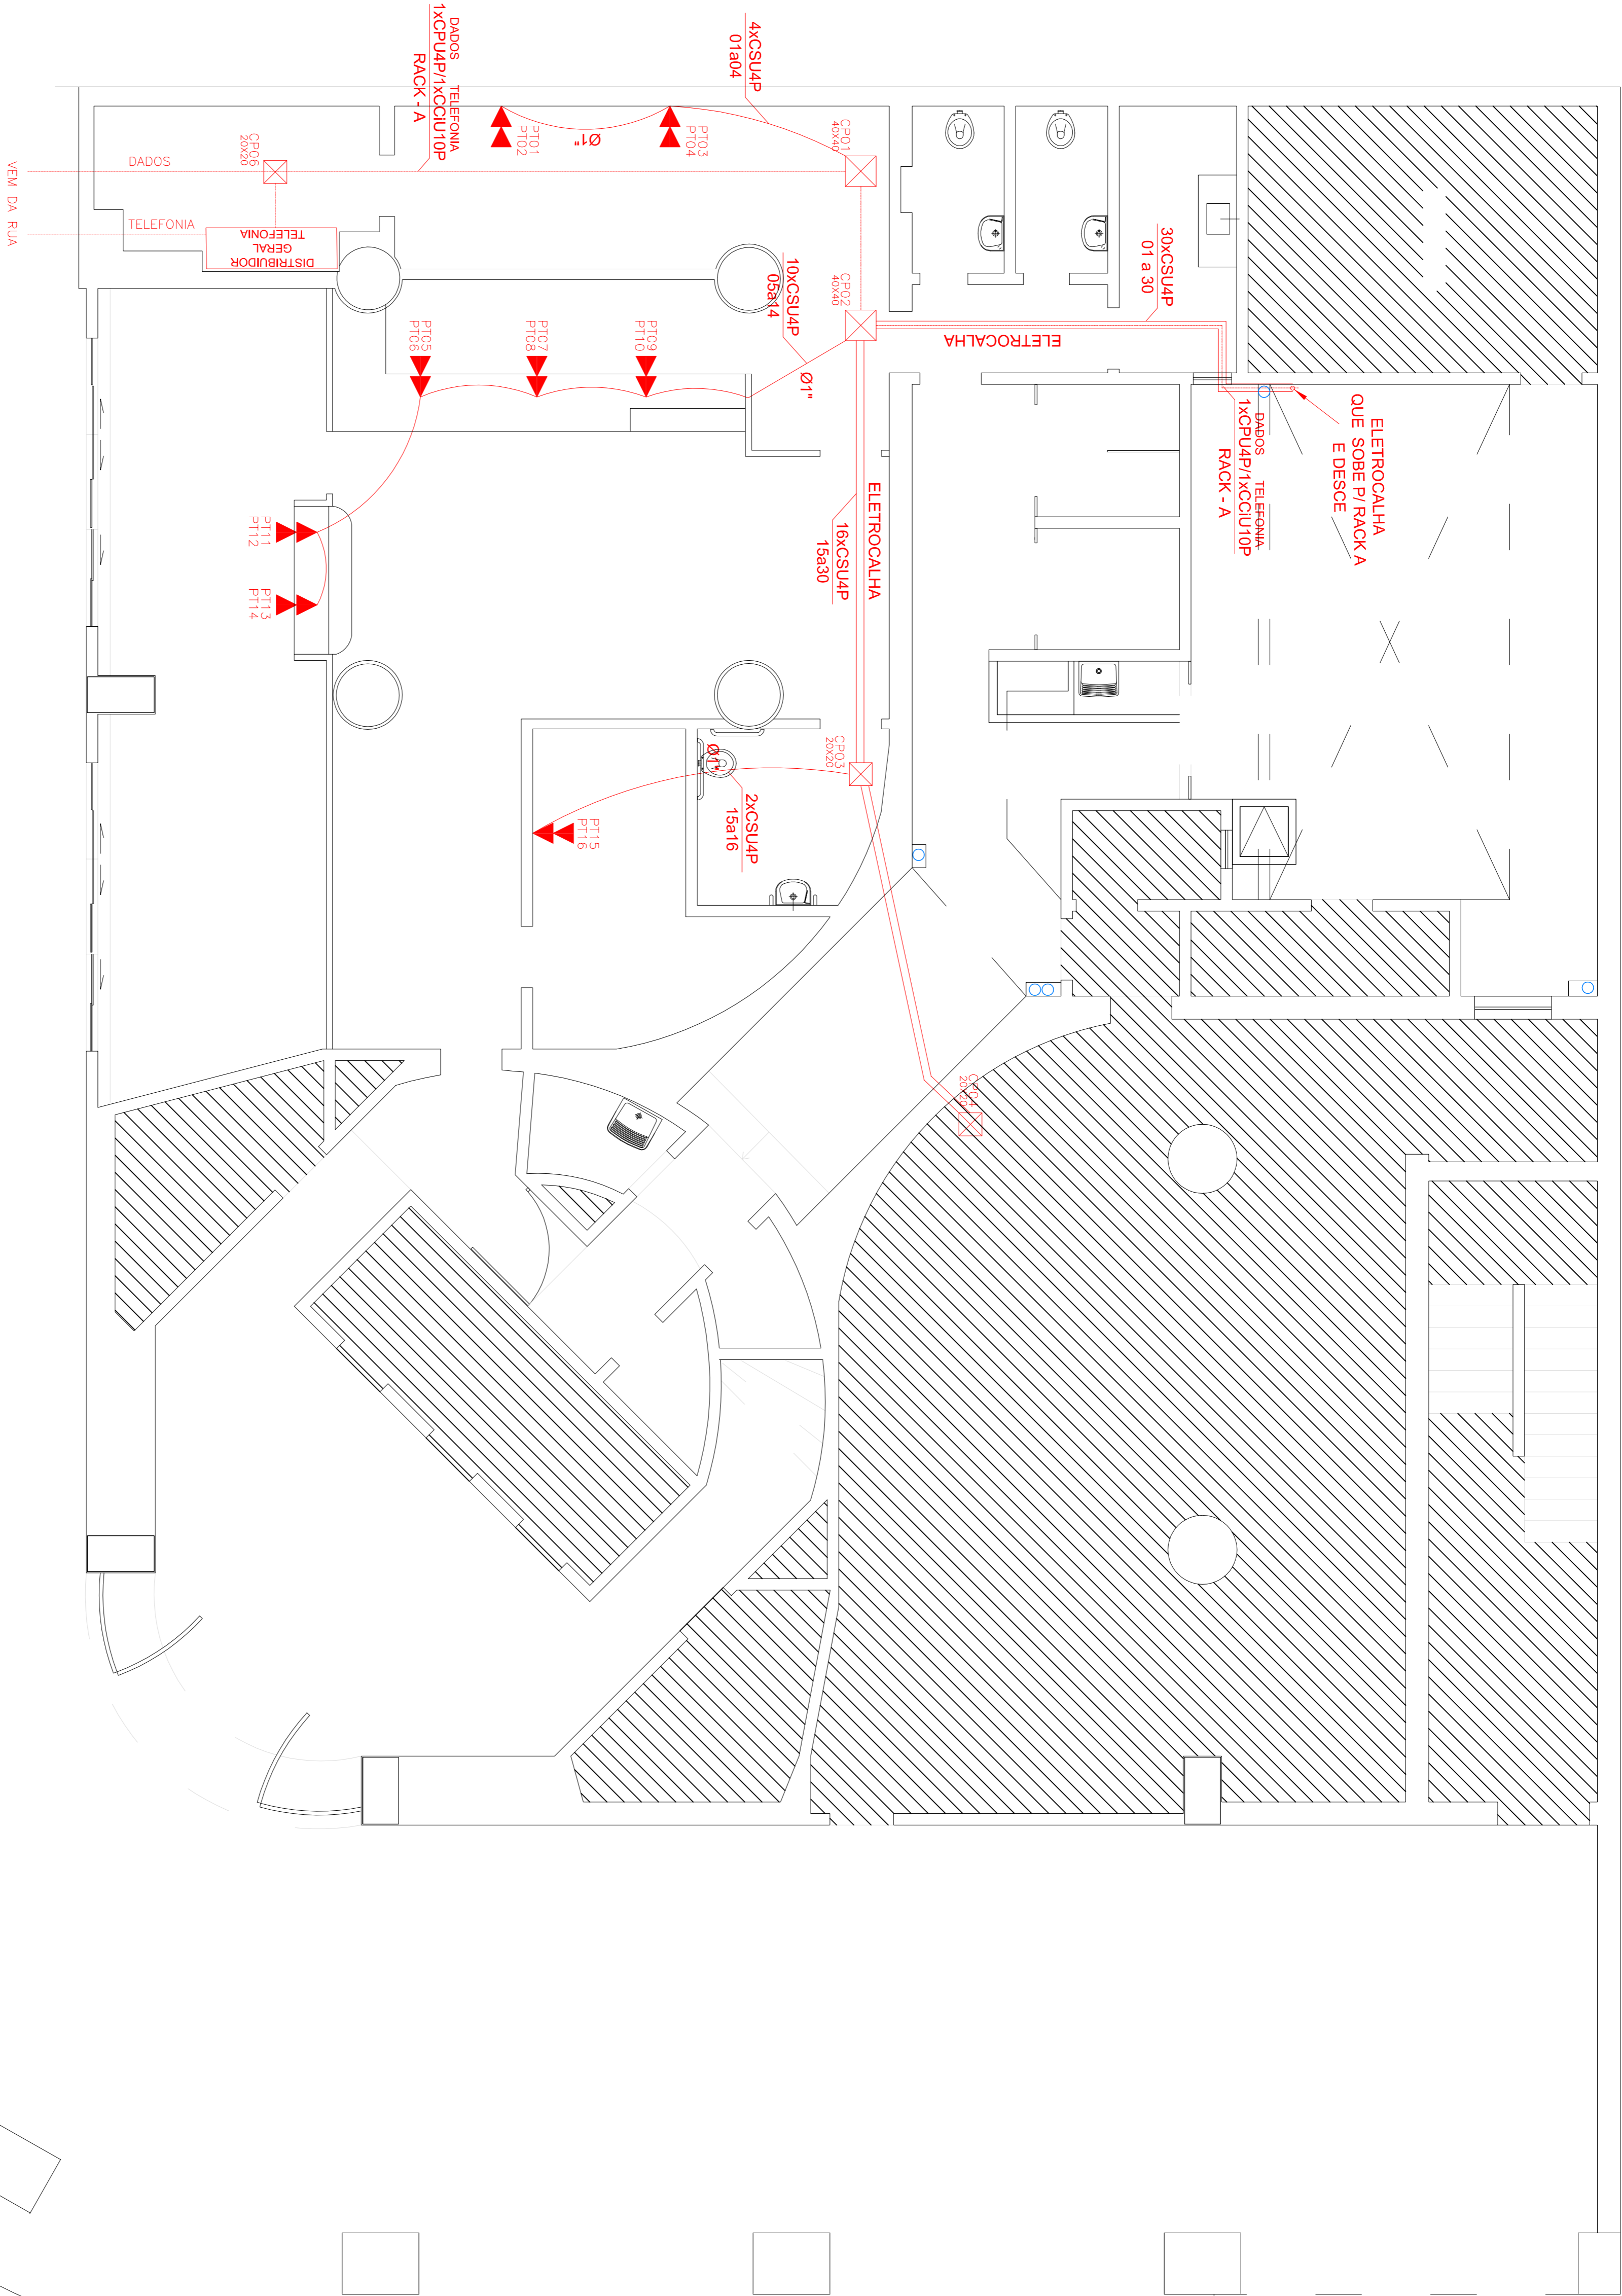 4xCSU4P
01a04
DADOS TELEFONIA
1xCPU4P/1xCCiU10P
RACK - A
CP06
20X20
DADOS
TELEFONIA
VEM DA RUA
DISTRIBUIDOR
GERAL
TELEFONIA
PT01
PT02
Ø1"
PT03
PT04
CP01
40X40
CP02
40X40
10xCSU4P
05a14
Ø1"
30xCSU4P
01 a 30
ELETROCALHA
ELETROCALHA
QUE SOBE P/ RACK A
E DESCE
DADOS TELEFONIA
1xCPU4P/1xCCiU10P
RACK - A
PT05
PT06
PT07
PT08
PT09
PT10
PT11
PT12
PT13
PT14
ELETROCALHA
16xCSU4P
15a30
CP03
20X20
Ø1"
2xCSU4P
15a16
PT15
PT16
CP04
20X20